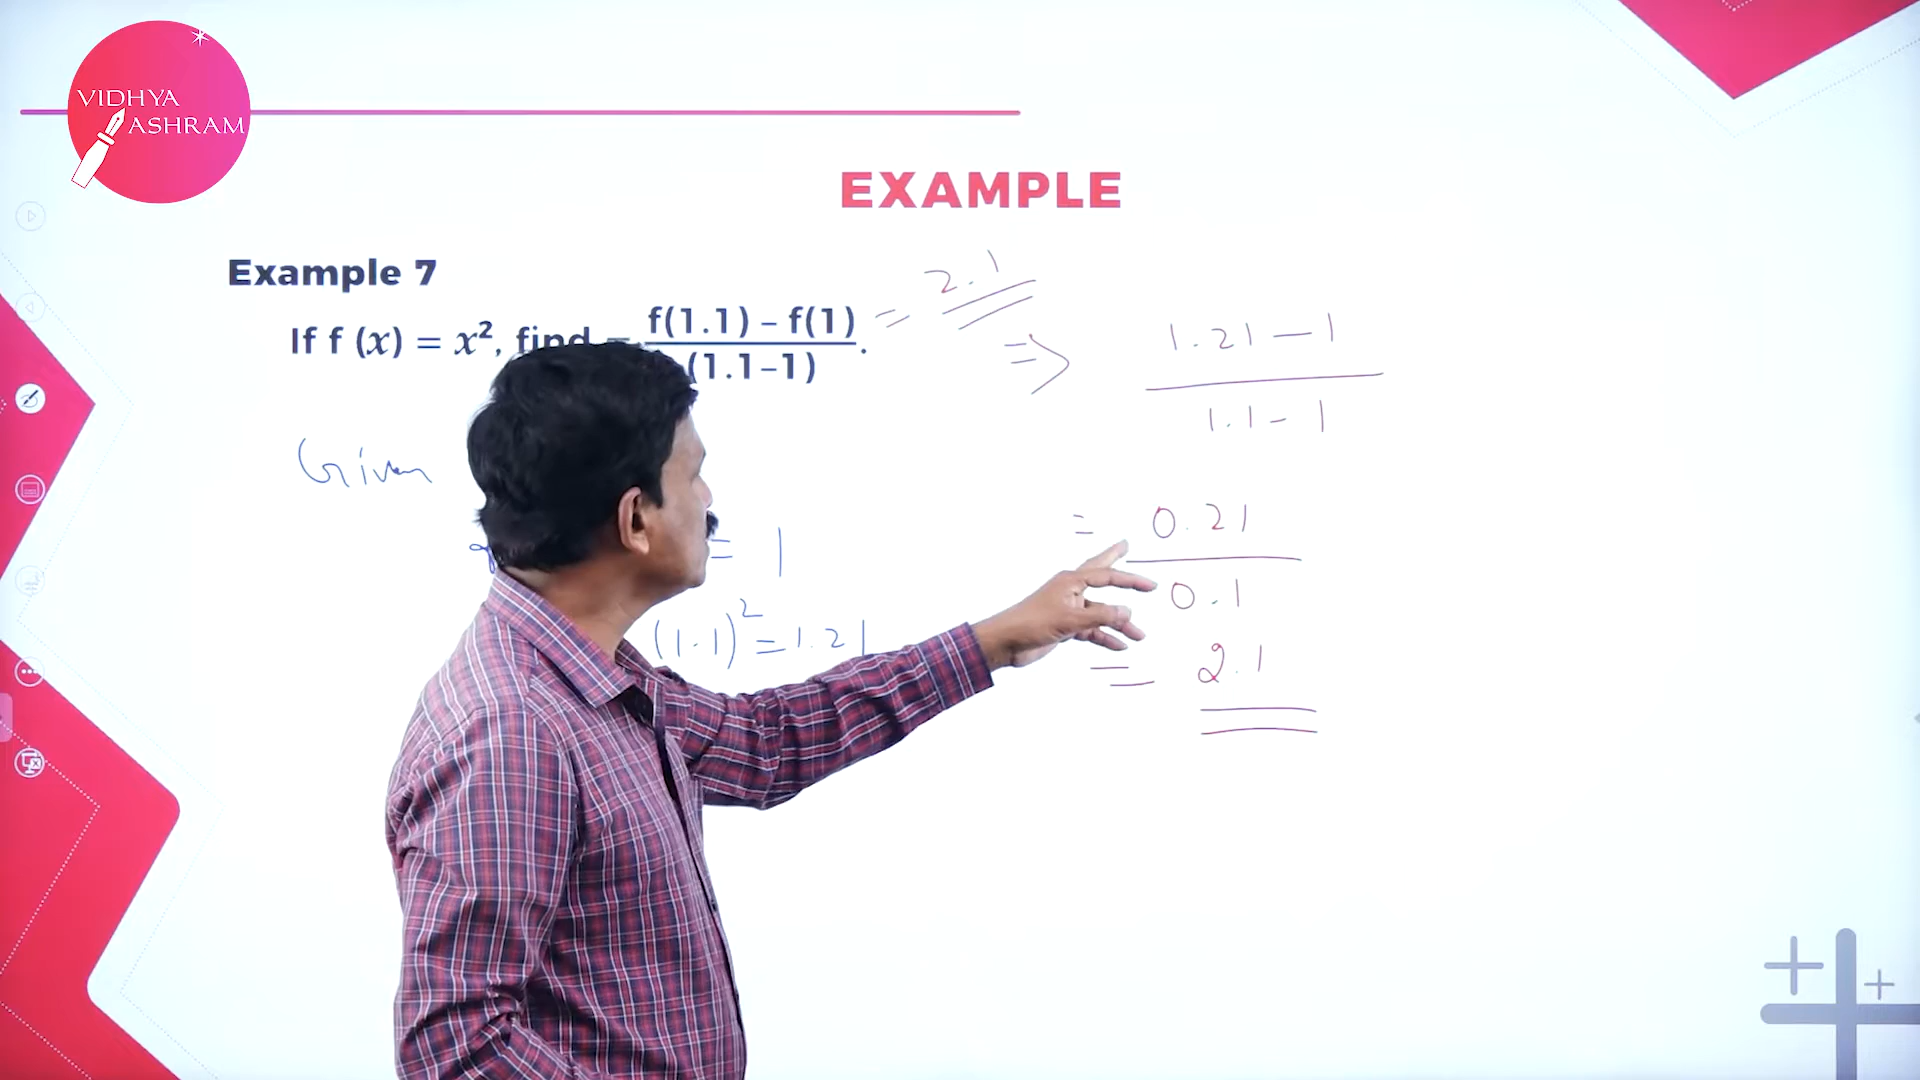 VIDHYA
ASHRAM
EXAMPLE
Example 7
If f (x) = x², find = f(1.1) – f(1) / (1.1–1) .
= 2.1
⇒ 1.21 – 1 / 1.1 – 1
Given
= 1
(1.1)² = 1.21
= 0.21 / 0.1
= 2.1